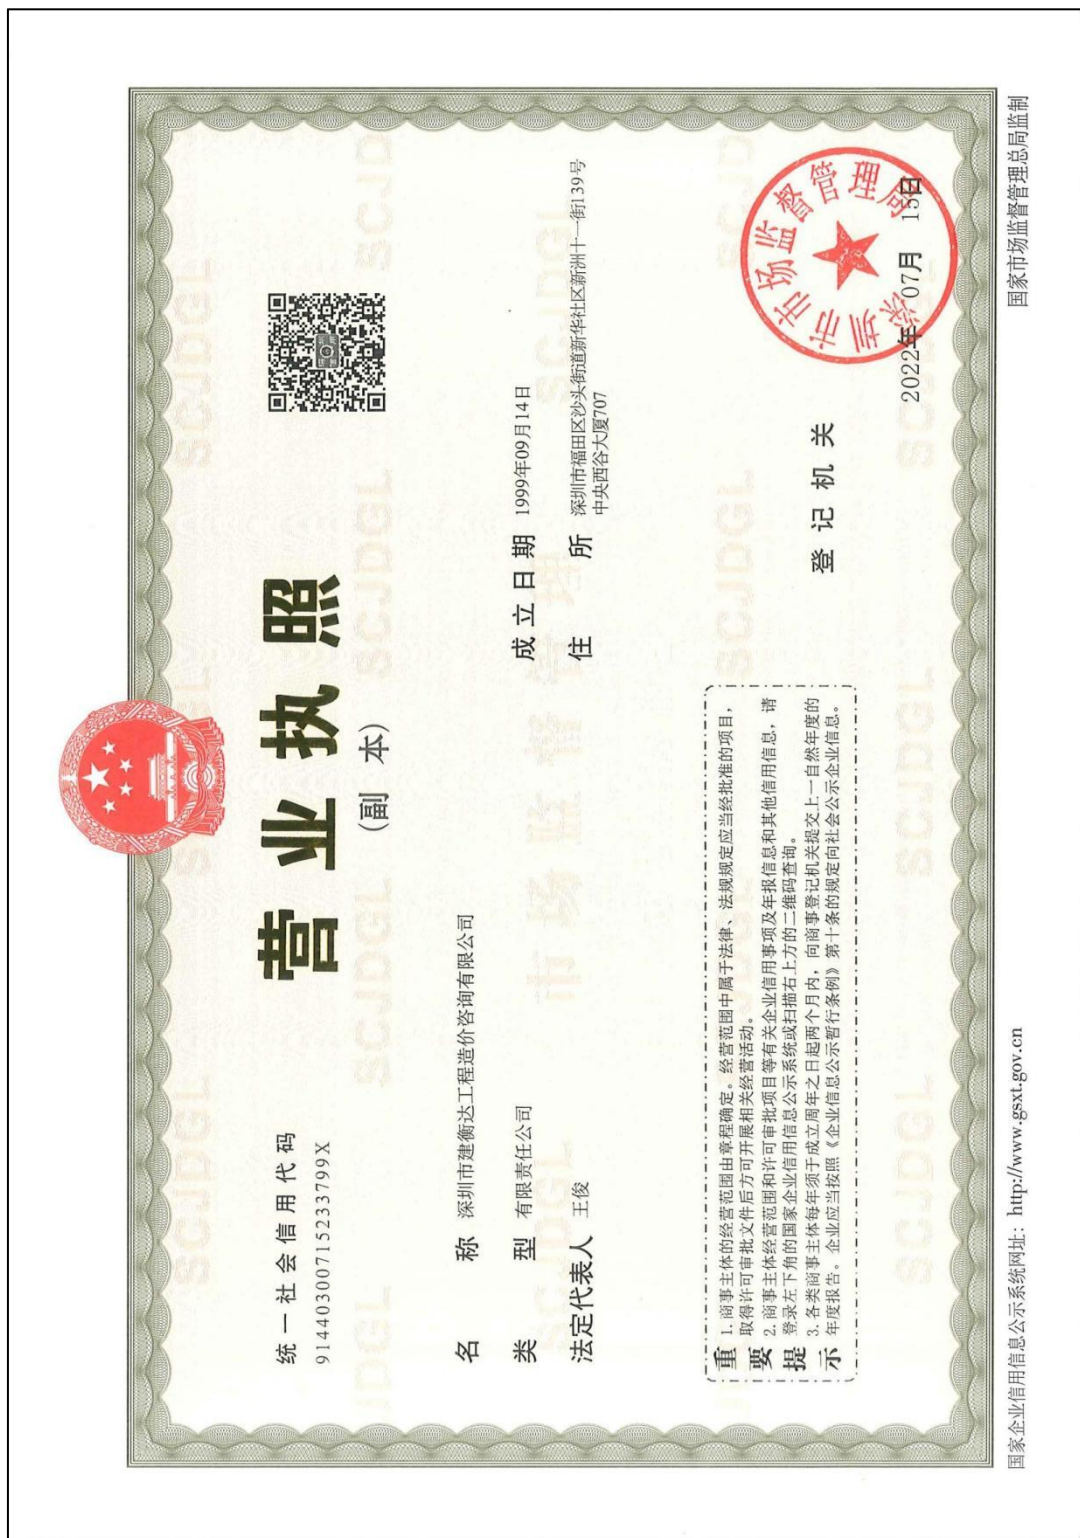 营业执照
(副 本)
统一社会信用代码
91440300715233799X
名 称 深圳市建衡达工程造价咨询有限公司
类 型 有限责任公司
法定代表人 王俊
成立日期 1999年09月14日
住 所 深圳市福田区沙头街道新华社区新洲十一街139号
中央西谷大厦707
重要提示
1. 商事主体的经营范围由章程确定。经营范围中属于法律、法规规定应当经批准的项目，
取得许可审批文件后方可开展相关经营活动。
2. 商事主体经营范围和许可审批项目等有关企业信用事项及年报信息和其他信用信息，请
登录左下角的国家企业信用信息公示系统或扫描右上方的二维码查询。
3. 各类商事主体每年须于成立周年之日起两个月内，向商事登记机关提交上一自然年度的
年度报告。企业应当按照《企业信息公示暂行条例》第十条的规定向社会公示企业信息。
登记机关
深圳市市场监督管理局
2022年 07月 15日
国家企业信用信息公示系统网址：http://www.gsxt.gov.cn
国家市场监督管理总局监制
SCJDGL
市场监督管理